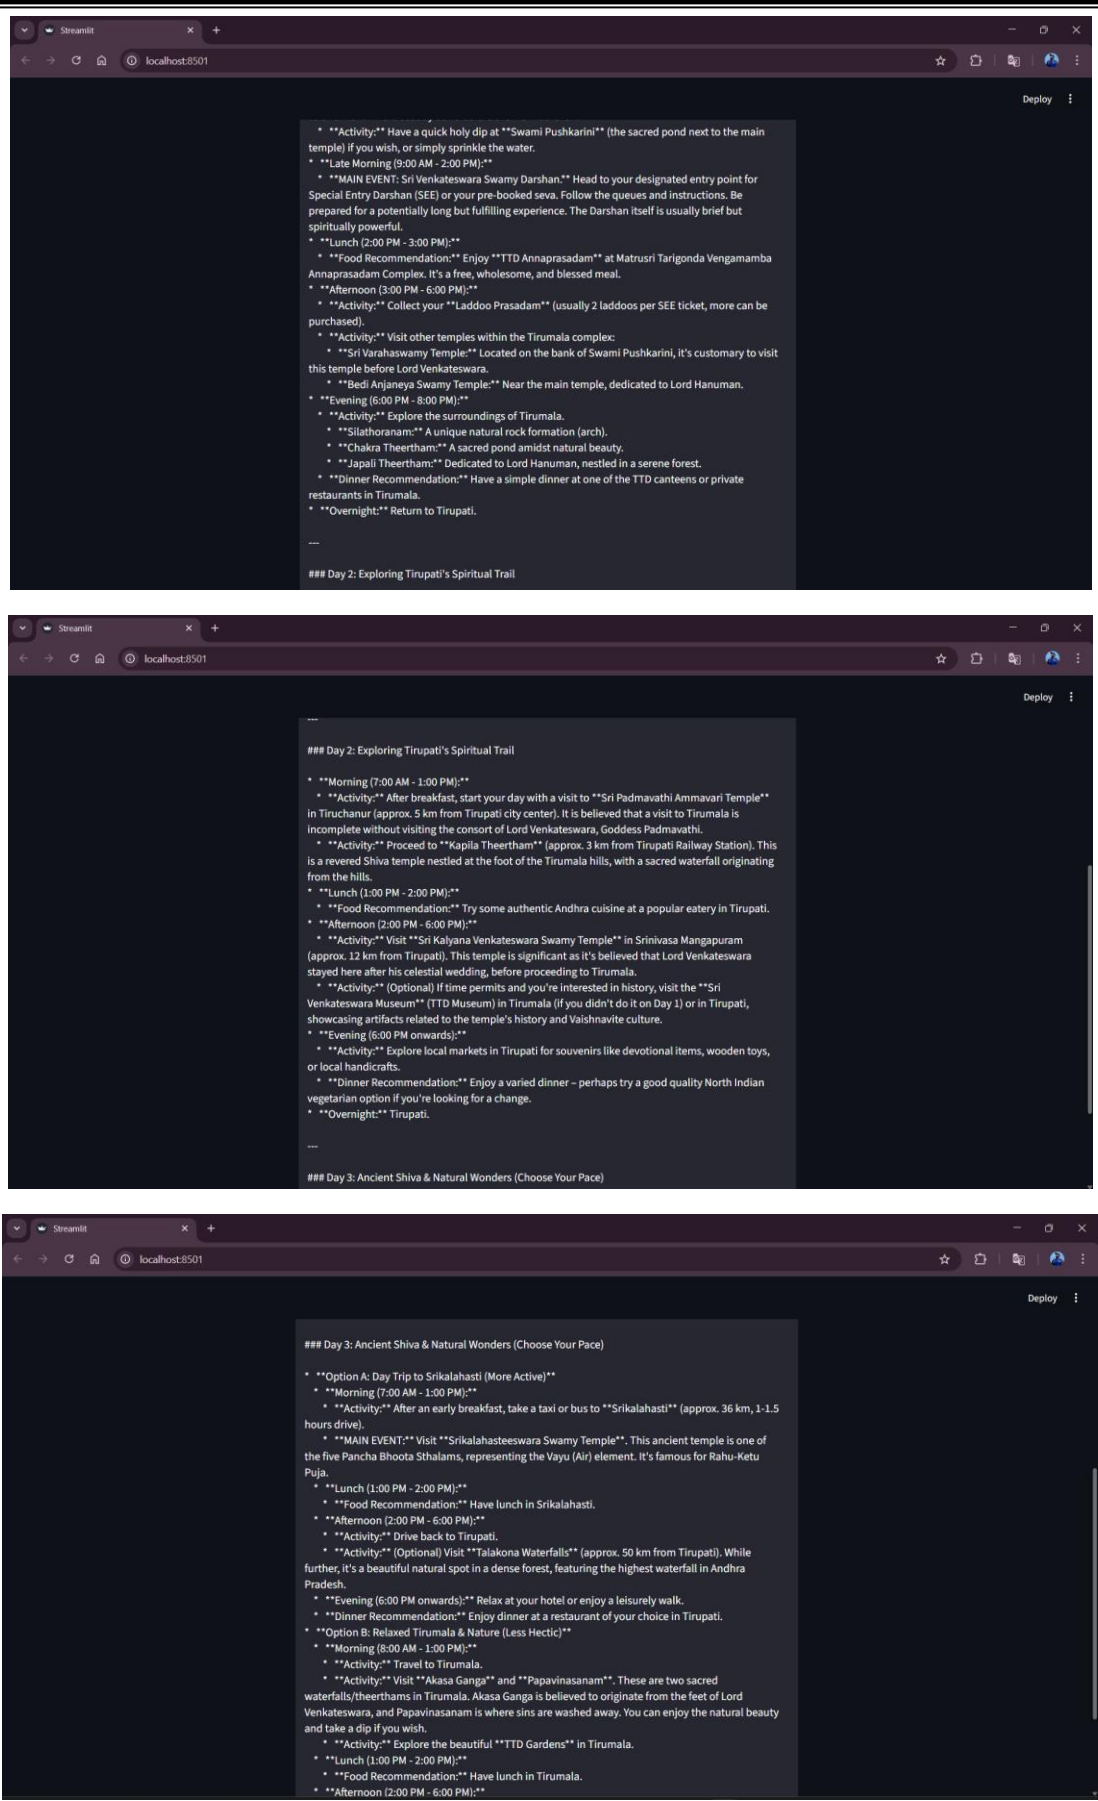 Streamlit
localhost:8501
Deploy
* **Activity:** Have a quick holy dip at **Swami Pushkarini** (the sacred pond next to the main
temple) if you wish, or simply sprinkle the water.
* **Late Morning (9:00 AM - 2:00 PM):**
* **MAIN EVENT: Sri Venkateswara Swamy Darshan.** Head to your designated entry point for
Special Entry Darshan (SEE) or your pre-booked seva. Follow the queues and instructions. Be
prepared for a potentially long but fulfilling experience. The Darshan itself is usually brief but
spiritually powerful.
* **Lunch (2:00 PM - 3:00 PM):**
* **Food Recommendation:** Enjoy **TTD Annaprasadam** at Matrusri Tarigonda Vengamamba
Annaprasadam Complex. It's a free, wholesome, and blessed meal.
* **Afternoon (3:00 PM - 6:00 PM):**
* **Activity:** Collect your **Laddoo Prasadam** (usually 2 laddoos per SEE ticket, more can be
purchased).
* **Activity:** Visit other temples within the Tirumala complex:
* **Sri Varahaswamy Temple:** Located on the bank of Swami Pushkarini, it's customary to visit
this temple before Lord Venkateswara.
* **Bedi Anjaneya Swamy Temple:** Near the main temple, dedicated to Lord Hanuman.
* **Evening (6:00 PM - 8:00 PM):**
* **Activity:** Explore the surroundings of Tirumala.
* **Silathoranam:** A unique natural rock formation (arch).
* **Chakra Theertham:** A sacred pond amidst natural beauty.
* **Japali Theertham:** Dedicated to Lord Hanuman, nestled in a serene forest.
* **Dinner Recommendation:** Have a simple dinner at one of the TTD canteens or private
restaurants in Tirumala.
* **Overnight:** Return to Tirupati.
---
### Day 2: Exploring Tirupati's Spiritual Trail
Streamlit
localhost:8501
Deploy
---
### Day 2: Exploring Tirupati's Spiritual Trail
* **Morning (7:00 AM - 1:00 PM):**
* **Activity:** After breakfast, start your day with a visit to **Sri Padmavathi Ammavari Temple**
in Tiruchanur (approx. 5 km from Tirupati city center). It is believed that a visit to Tirumala is
incomplete without visiting the consort of Lord Venkateswara, Goddess Padmavathi.
* **Activity:** Proceed to **Kapila Theertham** (approx. 3 km from Tirupati Railway Station). This
is a revered Shiva temple nestled at the foot of the Tirumala hills, with a sacred waterfall originating
from the hills.
* **Lunch (1:00 PM - 2:00 PM):**
* **Food Recommendation:** Try some authentic Andhra cuisine at a popular eatery in Tirupati.
* **Afternoon (2:00 PM - 6:00 PM):**
* **Activity:** Visit **Sri Kalyana Venkateswara Swamy Temple** in Srinivasa Mangapuram
(approx. 12 km from Tirupati). This temple is significant as it's believed that Lord Venkateswara
stayed here after his celestial wedding, before proceeding to Tirumala.
* **Activity:** (Optional) If time permits and you're interested in history, visit the **Sri
Venkateswara Museum** (TTD Museum) in Tirumala (if you didn't do it on Day 1) or in Tirupati,
showcasing artifacts related to the temple's history and Vaishnavite culture.
* **Evening (6:00 PM onwards):**
* **Activity:** Explore local markets in Tirupati for souvenirs like devotional items, wooden toys,
or local handicrafts.
* **Dinner Recommendation:** Enjoy a varied dinner – perhaps try a good quality North Indian
vegetarian option if you're looking for a change.
* **Overnight:** Tirupati.
---
### Day 3: Ancient Shiva & Natural Wonders (Choose Your Pace)
Streamlit
localhost:8501
Deploy
### Day 3: Ancient Shiva & Natural Wonders (Choose Your Pace)
* **Option A: Day Trip to Srikalahasti (More Active)**
* **Morning (7:00 AM - 1:00 PM):**
* **Activity:** After an early breakfast, take a taxi or bus to **Srikalahasti** (approx. 36 km, 1-1.5
hours drive).
* **MAIN EVENT:** Visit **Srikalahasteeswara Swamy Temple**. This ancient temple is one of
the five Pancha Bhoota Sthalams, representing the Vayu (Air) element. It's famous for Rahu-Ketu
Puja.
* **Lunch (1:00 PM - 2:00 PM):**
* **Food Recommendation:** Have lunch in Srikalahasti.
* **Afternoon (2:00 PM - 6:00 PM):**
* **Activity:** Drive back to Tirupati.
* **Activity:** (Optional) Visit **Talakona Waterfalls** (approx. 50 km from Tirupati). While
further, it's a beautiful natural spot in a dense forest, featuring the highest waterfall in Andhra
Pradesh.
* **Evening (6:00 PM onwards):** Relax at your hotel or enjoy a leisurely walk.
* **Dinner Recommendation:** Enjoy dinner at a restaurant of your choice in Tirupati.
* **Option B: Relaxed Tirumala & Nature (Less Hectic)**
* **Morning (8:00 AM - 1:00 PM):**
* **Activity:** Travel to Tirumala.
* **Activity:** Visit **Akasa Ganga** and **Papavinasanam**. These are two sacred
waterfalls/theerthams in Tirumala. Akasa Ganga is believed to originate from the feet of Lord
Venkateswara, and Papavinasanam is where sins are washed away. You can enjoy the natural beauty
and take a dip if you wish.
* **Activity:** Explore the beautiful **TTD Gardens** in Tirumala.
* **Lunch (1:00 PM - 2:00 PM):**
* **Food Recommendation:** Have lunch in Tirumala.
* **Afternoon (2:00 PM - 6:00 PM):**